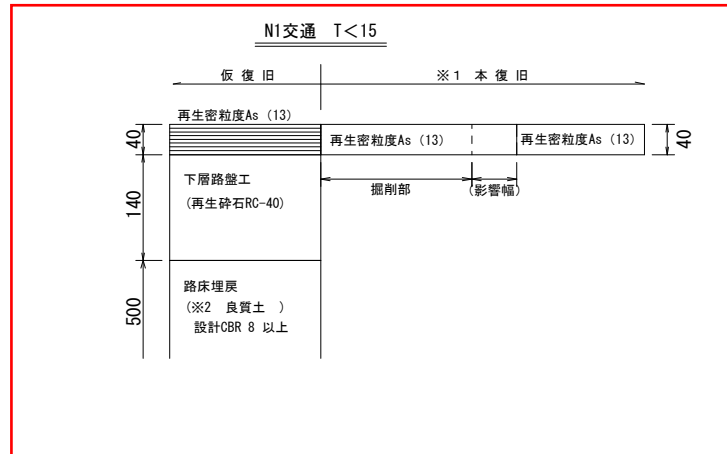 N1交通 T＜15
仮 復 旧
※１ 本 復 旧
再生密粒度As（13）
40
再生密粒度As（13）
再生密粒度As（13）
40
掘削部
（影響幅）
140
下層路盤工
(再生砕石RC-40)
500
路床埋戻
(※2 良質土 )
設計CBR 8 以上